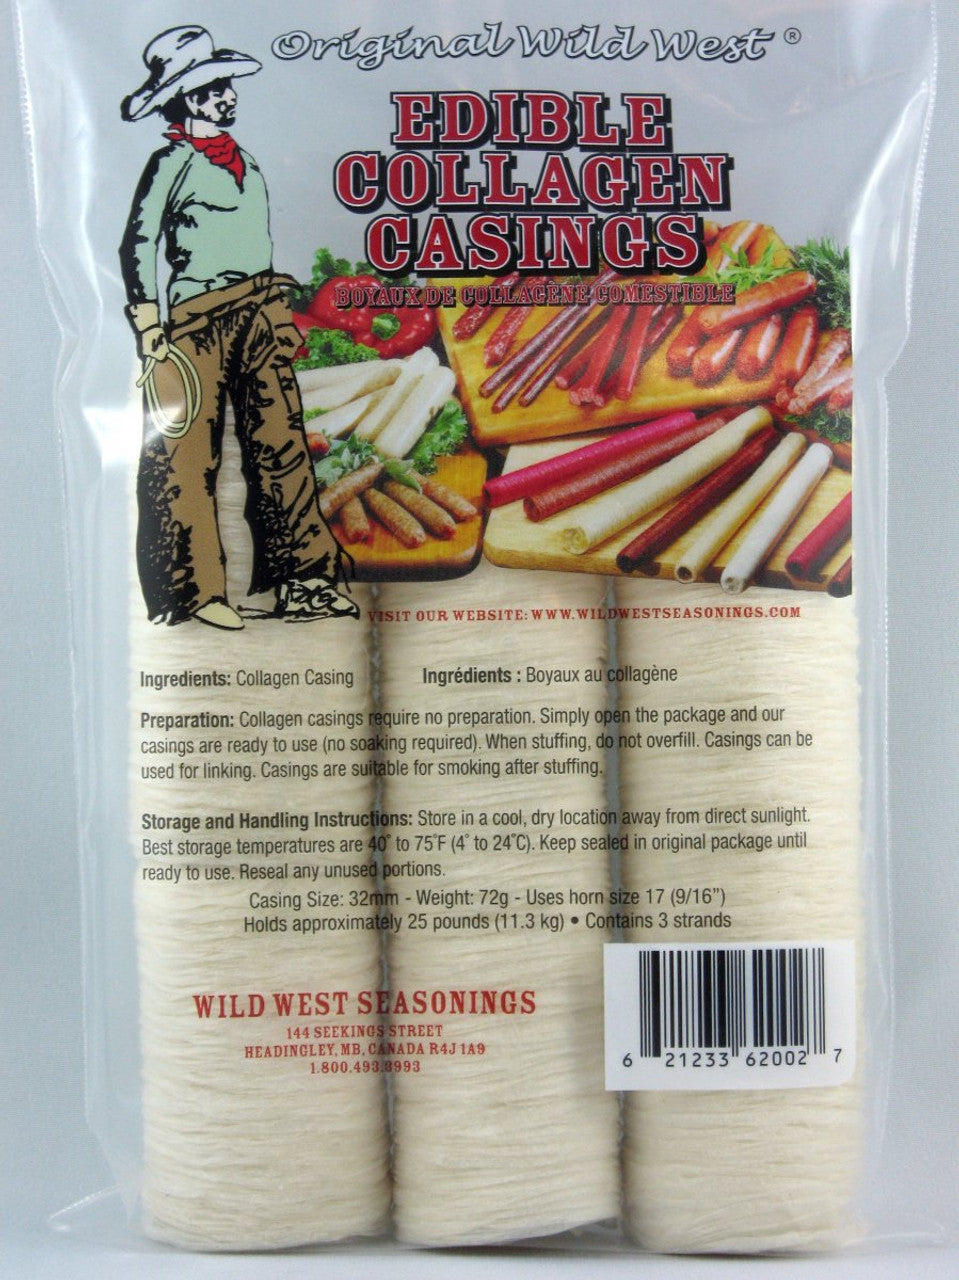 Original Wild West ®
EDIBLE
COLLAGEN
CASINGS
BOYAUX DE COLLAGÈNE COMESTIBLE
VISIT OUR WEBSITE: WWW.WILDWESTSEASONINGS.COM
Ingredients: Collagen Casing Ingrédients : Boyaux au collagène
Preparation: Collagen casings require no preparation. Simply open the package and our
casings are ready to use (no soaking required). When stuffing, do not overfill. Casings can be
used for linking. Casings are suitable for smoking after stuffing.
Storage and Handling Instructions: Store in a cool, dry location away from direct sunlight.
Best storage temperatures are 40° to 75°F (4° to 24°C). Keep sealed in original package until
ready to use. Reseal any unused portions.
Casing Size: 32mm - Weight: 72g - Uses horn size 17 (9/16”)
Holds approximately 25 pounds (11.3 kg) • Contains 3 strands
WILD WEST SEASONINGS
144 SEEKINGS STREET
HEADINGLEY, MB, CANADA R4J 1A9
1.800.493.3993
6 21233 62002 7